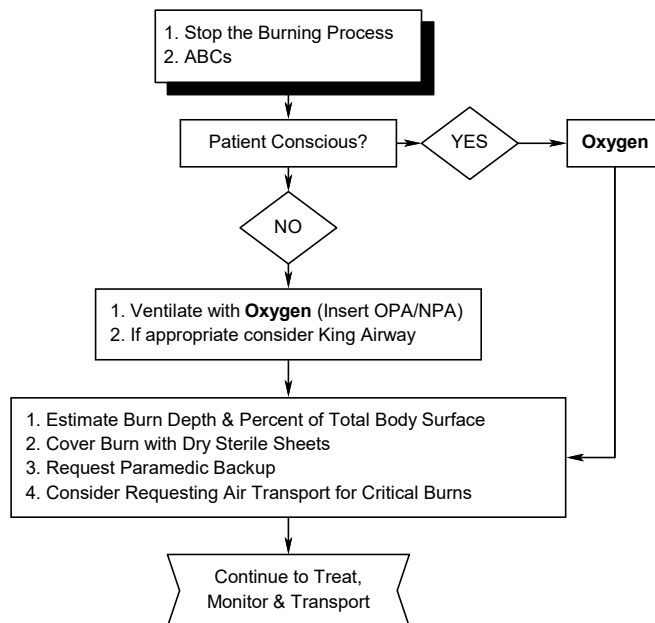 1. Stop the Burning Process
2. ABCs
Patient Conscious?
YES
Oxygen
NO
1. Ventilate with Oxygen (Insert OPA/NPA)
2. If appropriate consider King Airway
1. Estimate Burn Depth & Percent of Total Body Surface
2. Cover Burn with Dry Sterile Sheets
3. Request Paramedic Backup
4. Consider Requesting Air Transport for Critical Burns
Continue to Treat,
Monitor & Transport